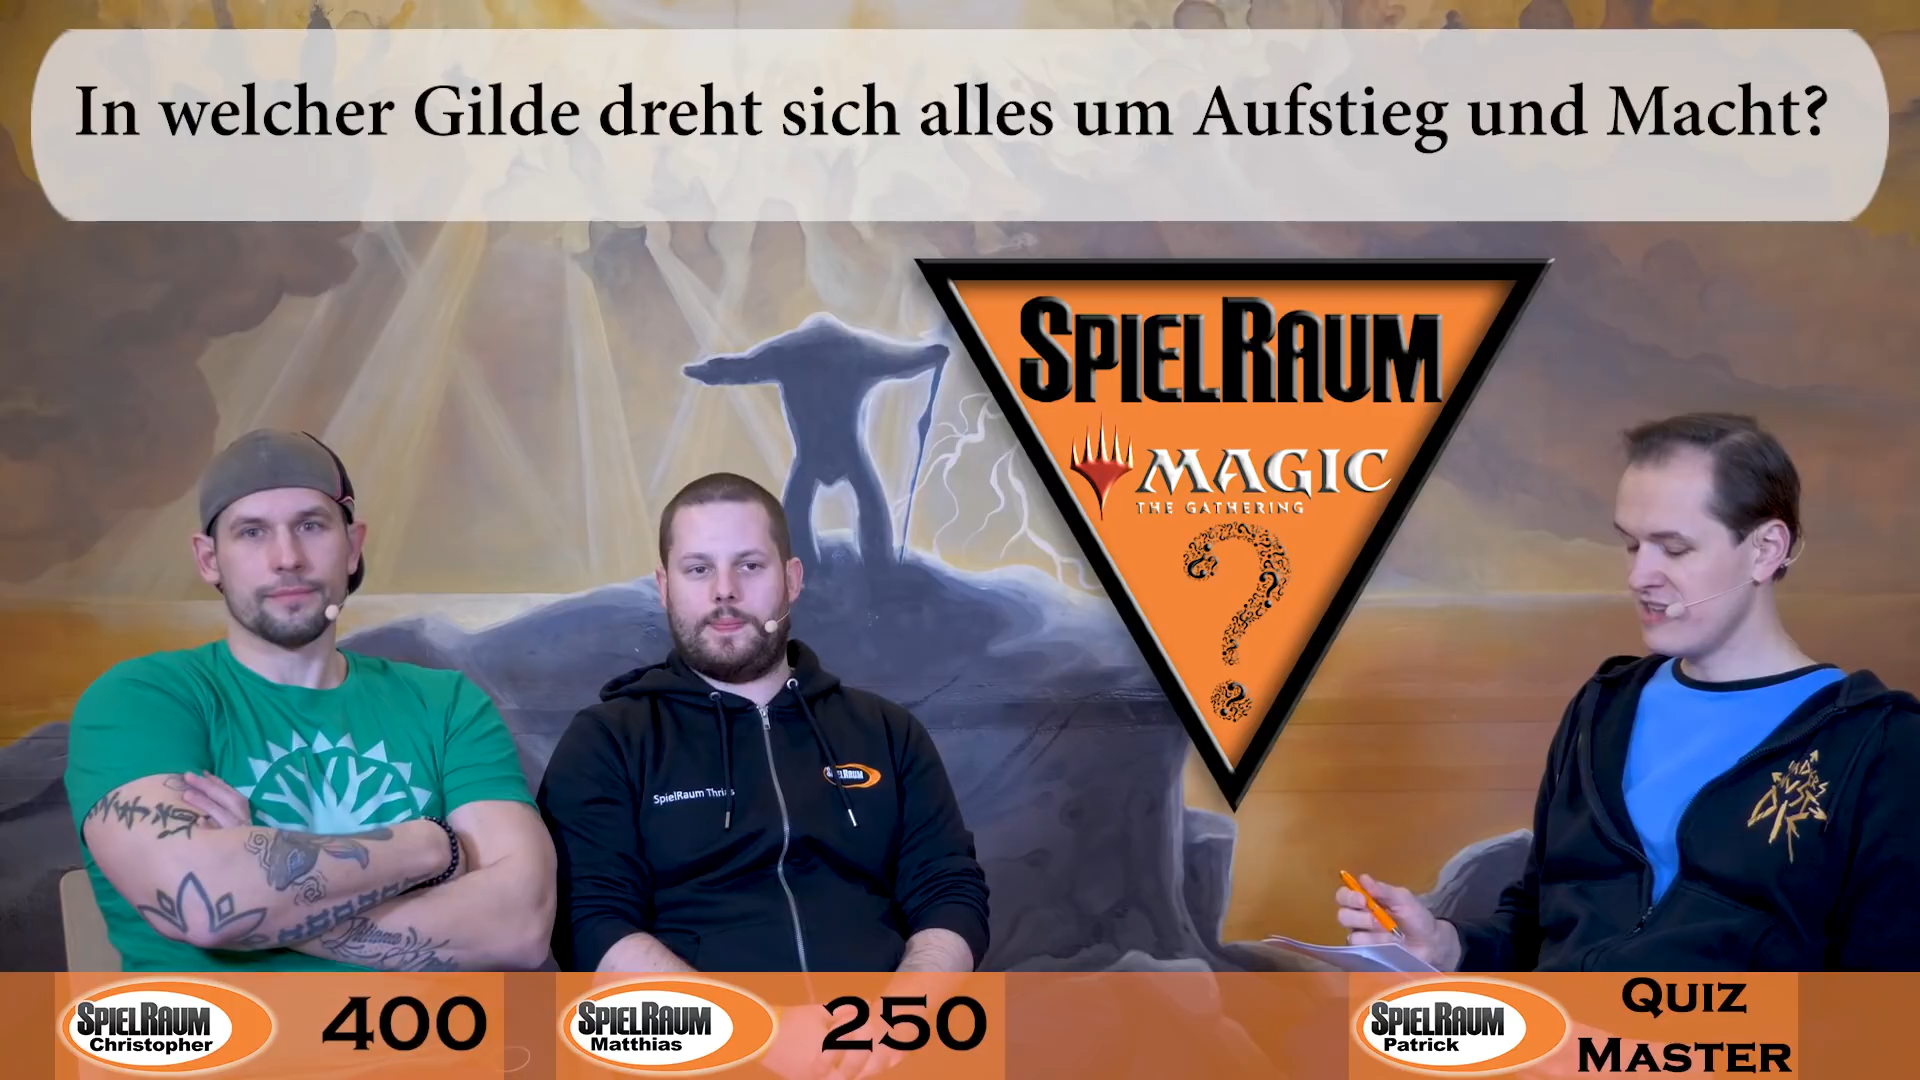 In welcher Gilde dreht sich alles um Aufstieg und Macht?
SPIELRAUM
MAGIC
THE GATHERING
?
SPIELRAUM
SpielRaum
SPIELRAUM
Christopher
400
SPIELRAUM
Matthias
250
SPIELRAUM
Patrick
QUIZ
MASTER